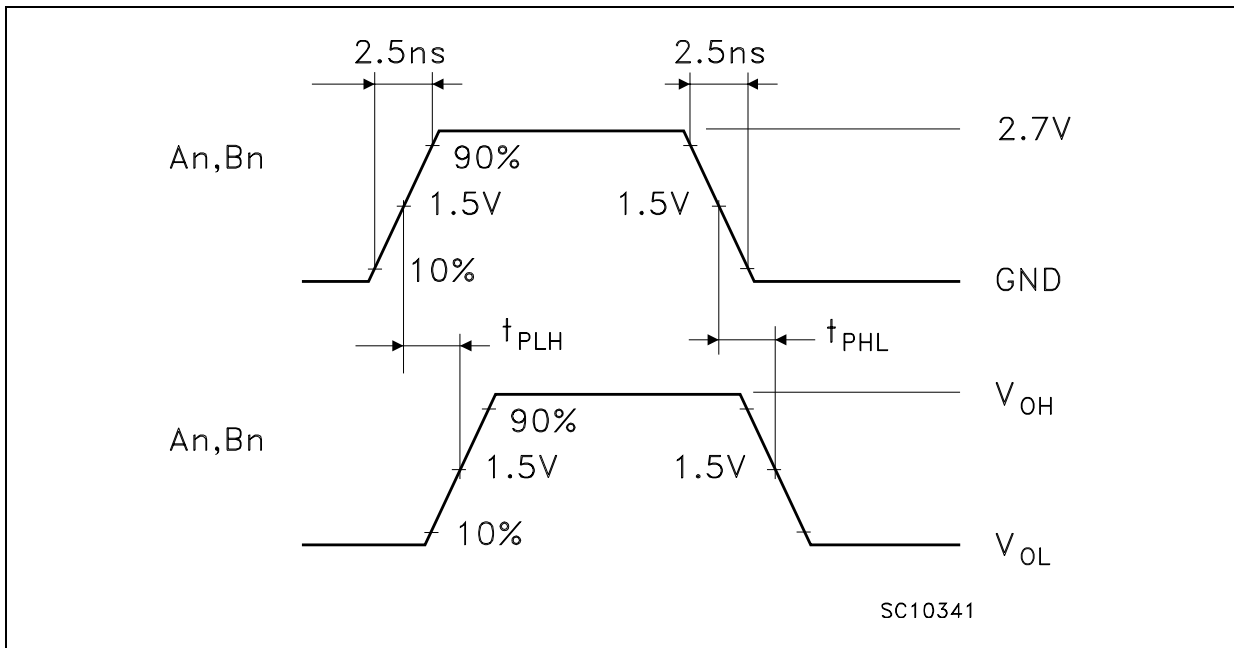 2.5ns 2.5ns
2.7V
An,Bn
90%
1.5V 1.5V
10%
GND
tPLH tPHL
VOH
90%
An,Bn
1.5V 1.5V
10%
VOL
SC10341